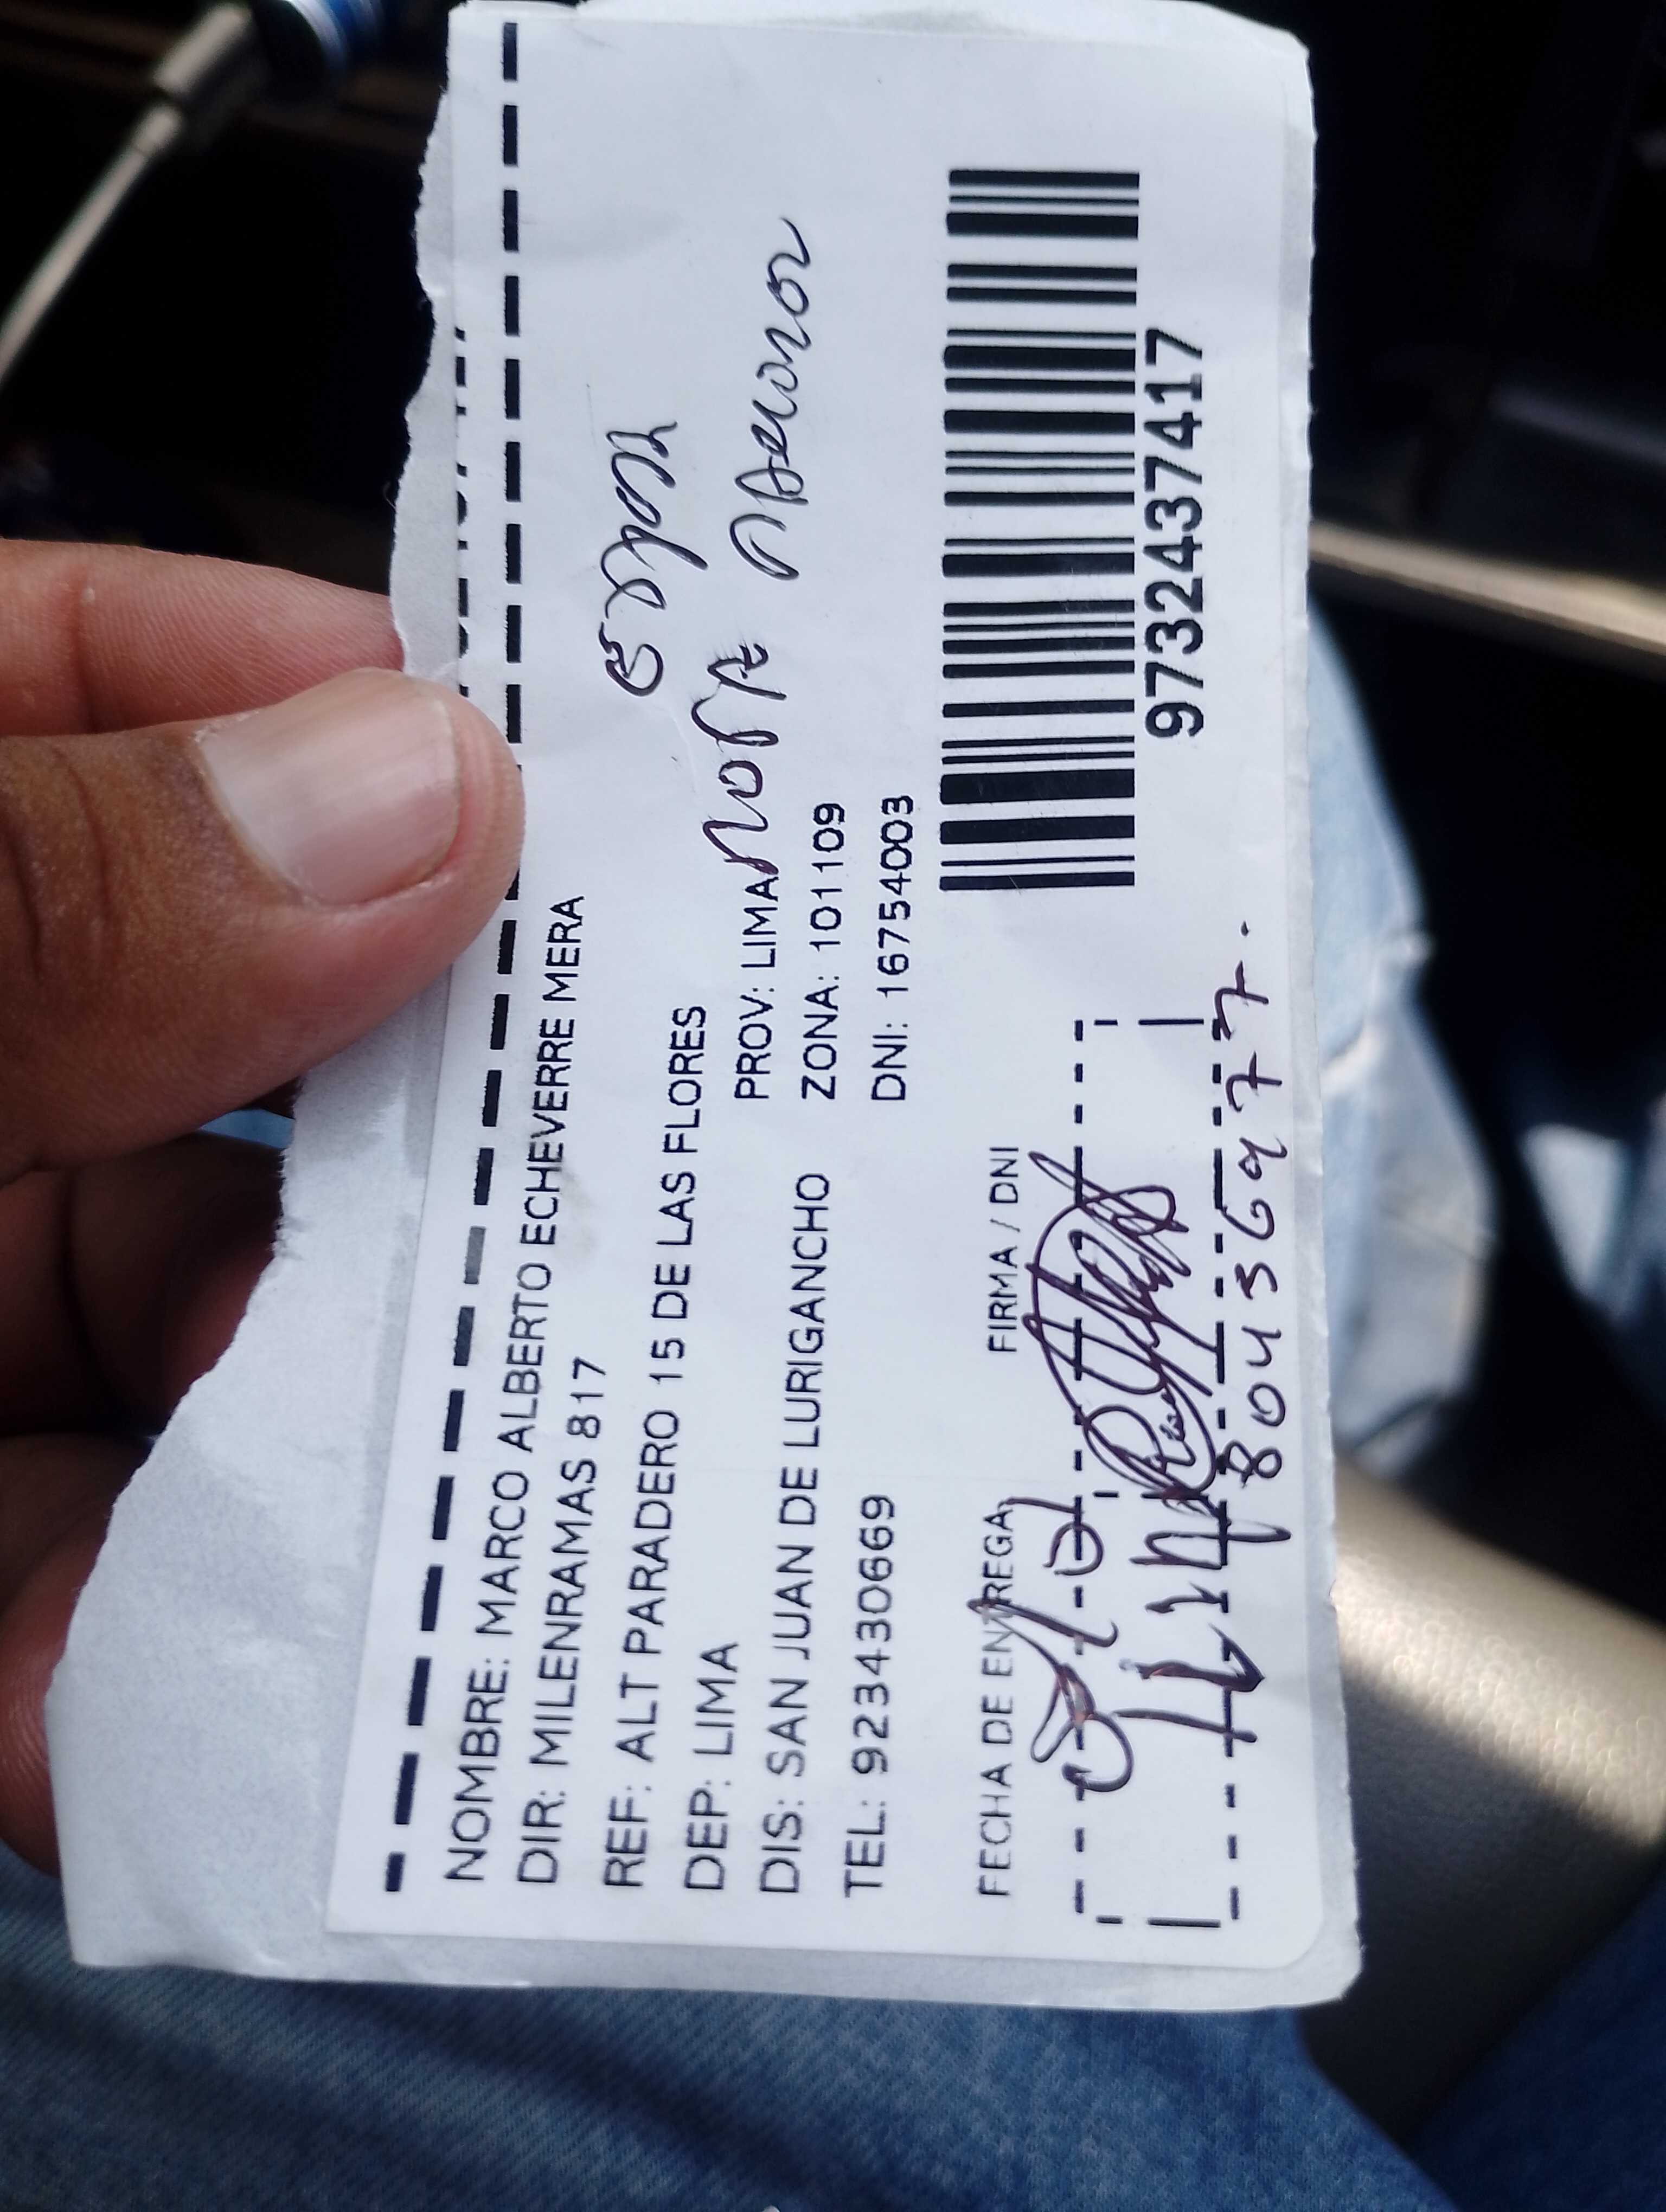 NOMBRE: MARCO ALBERTO ECHEVERRE MERA
DIR: MILENRAMAS 817
REF: ALT PARADERO 15 DE LAS FLORES
DEP: LIMA PROV: LIMA
DIS: SAN JUAN DE LURIGANCHO ZONA: 101109
TEL: 923430669 DNI: 16754003
FECHA DE ENTREGA FIRMA / DNI
80436977.
9732437417